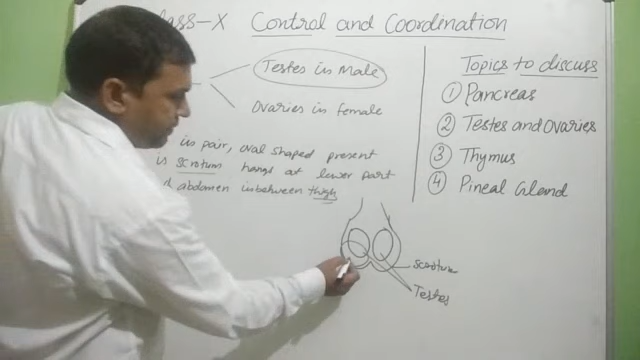 Class-X Control and Coordination
Testes in Male
Ovaries in female
in pair, oval shaped present
in scrotum hangs at lower part
abdomen inbetween thigh
scrotum
Testes
Topics to discuss
① Pancreas
② Testes and Ovaries
③ Thymus
④ Pineal Gland